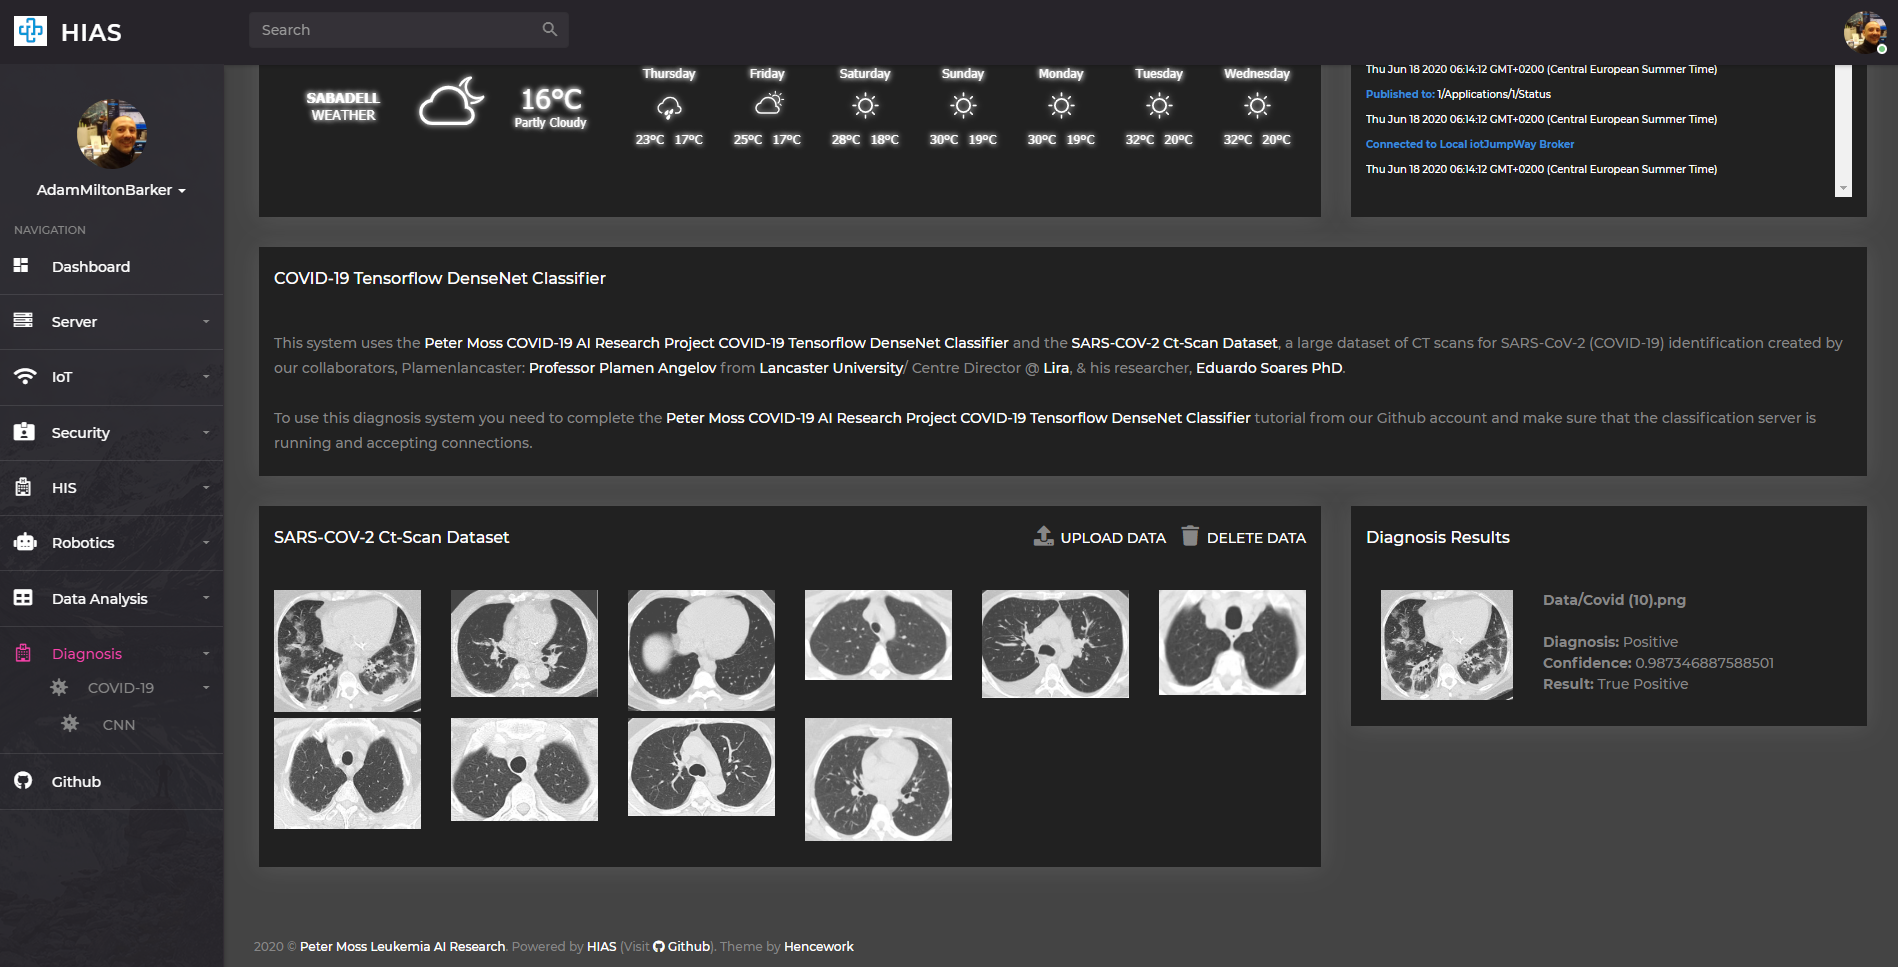 HIAS
Search
AdamMiltonBarker
NAVIGATION
Dashboard
Server
IoT
Security
HIS
Robotics
Data Analysis
Diagnosis
COVID-19
CNN
Github
SABADELL
WEATHER
16°C
Partly Cloudy
Thursday Friday Saturday Sunday Monday Tuesday Wednesday
23°C 17°C 25°C 17°C 28°C 18°C 30°C 19°C 30°C 19°C 32°C 20°C 32°C 20°C
Thu Jun 18 2020 06:14:12 GMT+0200 (Central European Summer Time)
Published to: 1/Applications/1/Status
Thu Jun 18 2020 06:14:12 GMT+0200 (Central European Summer Time)
Connected to Local iotJumpWay Broker
Thu Jun 18 2020 06:14:12 GMT+0200 (Central European Summer Time)
COVID-19 Tensorflow DenseNet Classifier
This system uses the Peter Moss COVID-19 AI Research Project COVID-19 Tensorflow DenseNet Classifier and the SARS-COV-2 Ct-Scan Dataset, a large dataset of CT scans for SARS-CoV-2 (COVID-19) identification created by
our collaborators, Plamenlancaster: Professor Plamen Angelov from Lancaster University/ Centre Director @ Lira, & his researcher, Eduardo Soares PhD.
To use this diagnosis system you need to complete the Peter Moss COVID-19 AI Research Project COVID-19 Tensorflow DenseNet Classifier tutorial from our Github account and make sure that the classification server is
running and accepting connections.
SARS-COV-2 Ct-Scan Dataset
UPLOAD DATA DELETE DATA
Diagnosis Results
Data/Covid (10).png
Diagnosis: Positive
Confidence: 0.987346887588501
Result: True Positive
2020 © Peter Moss Leukemia AI Research. Powered by HIAS (Visit Github). Theme by Hencework